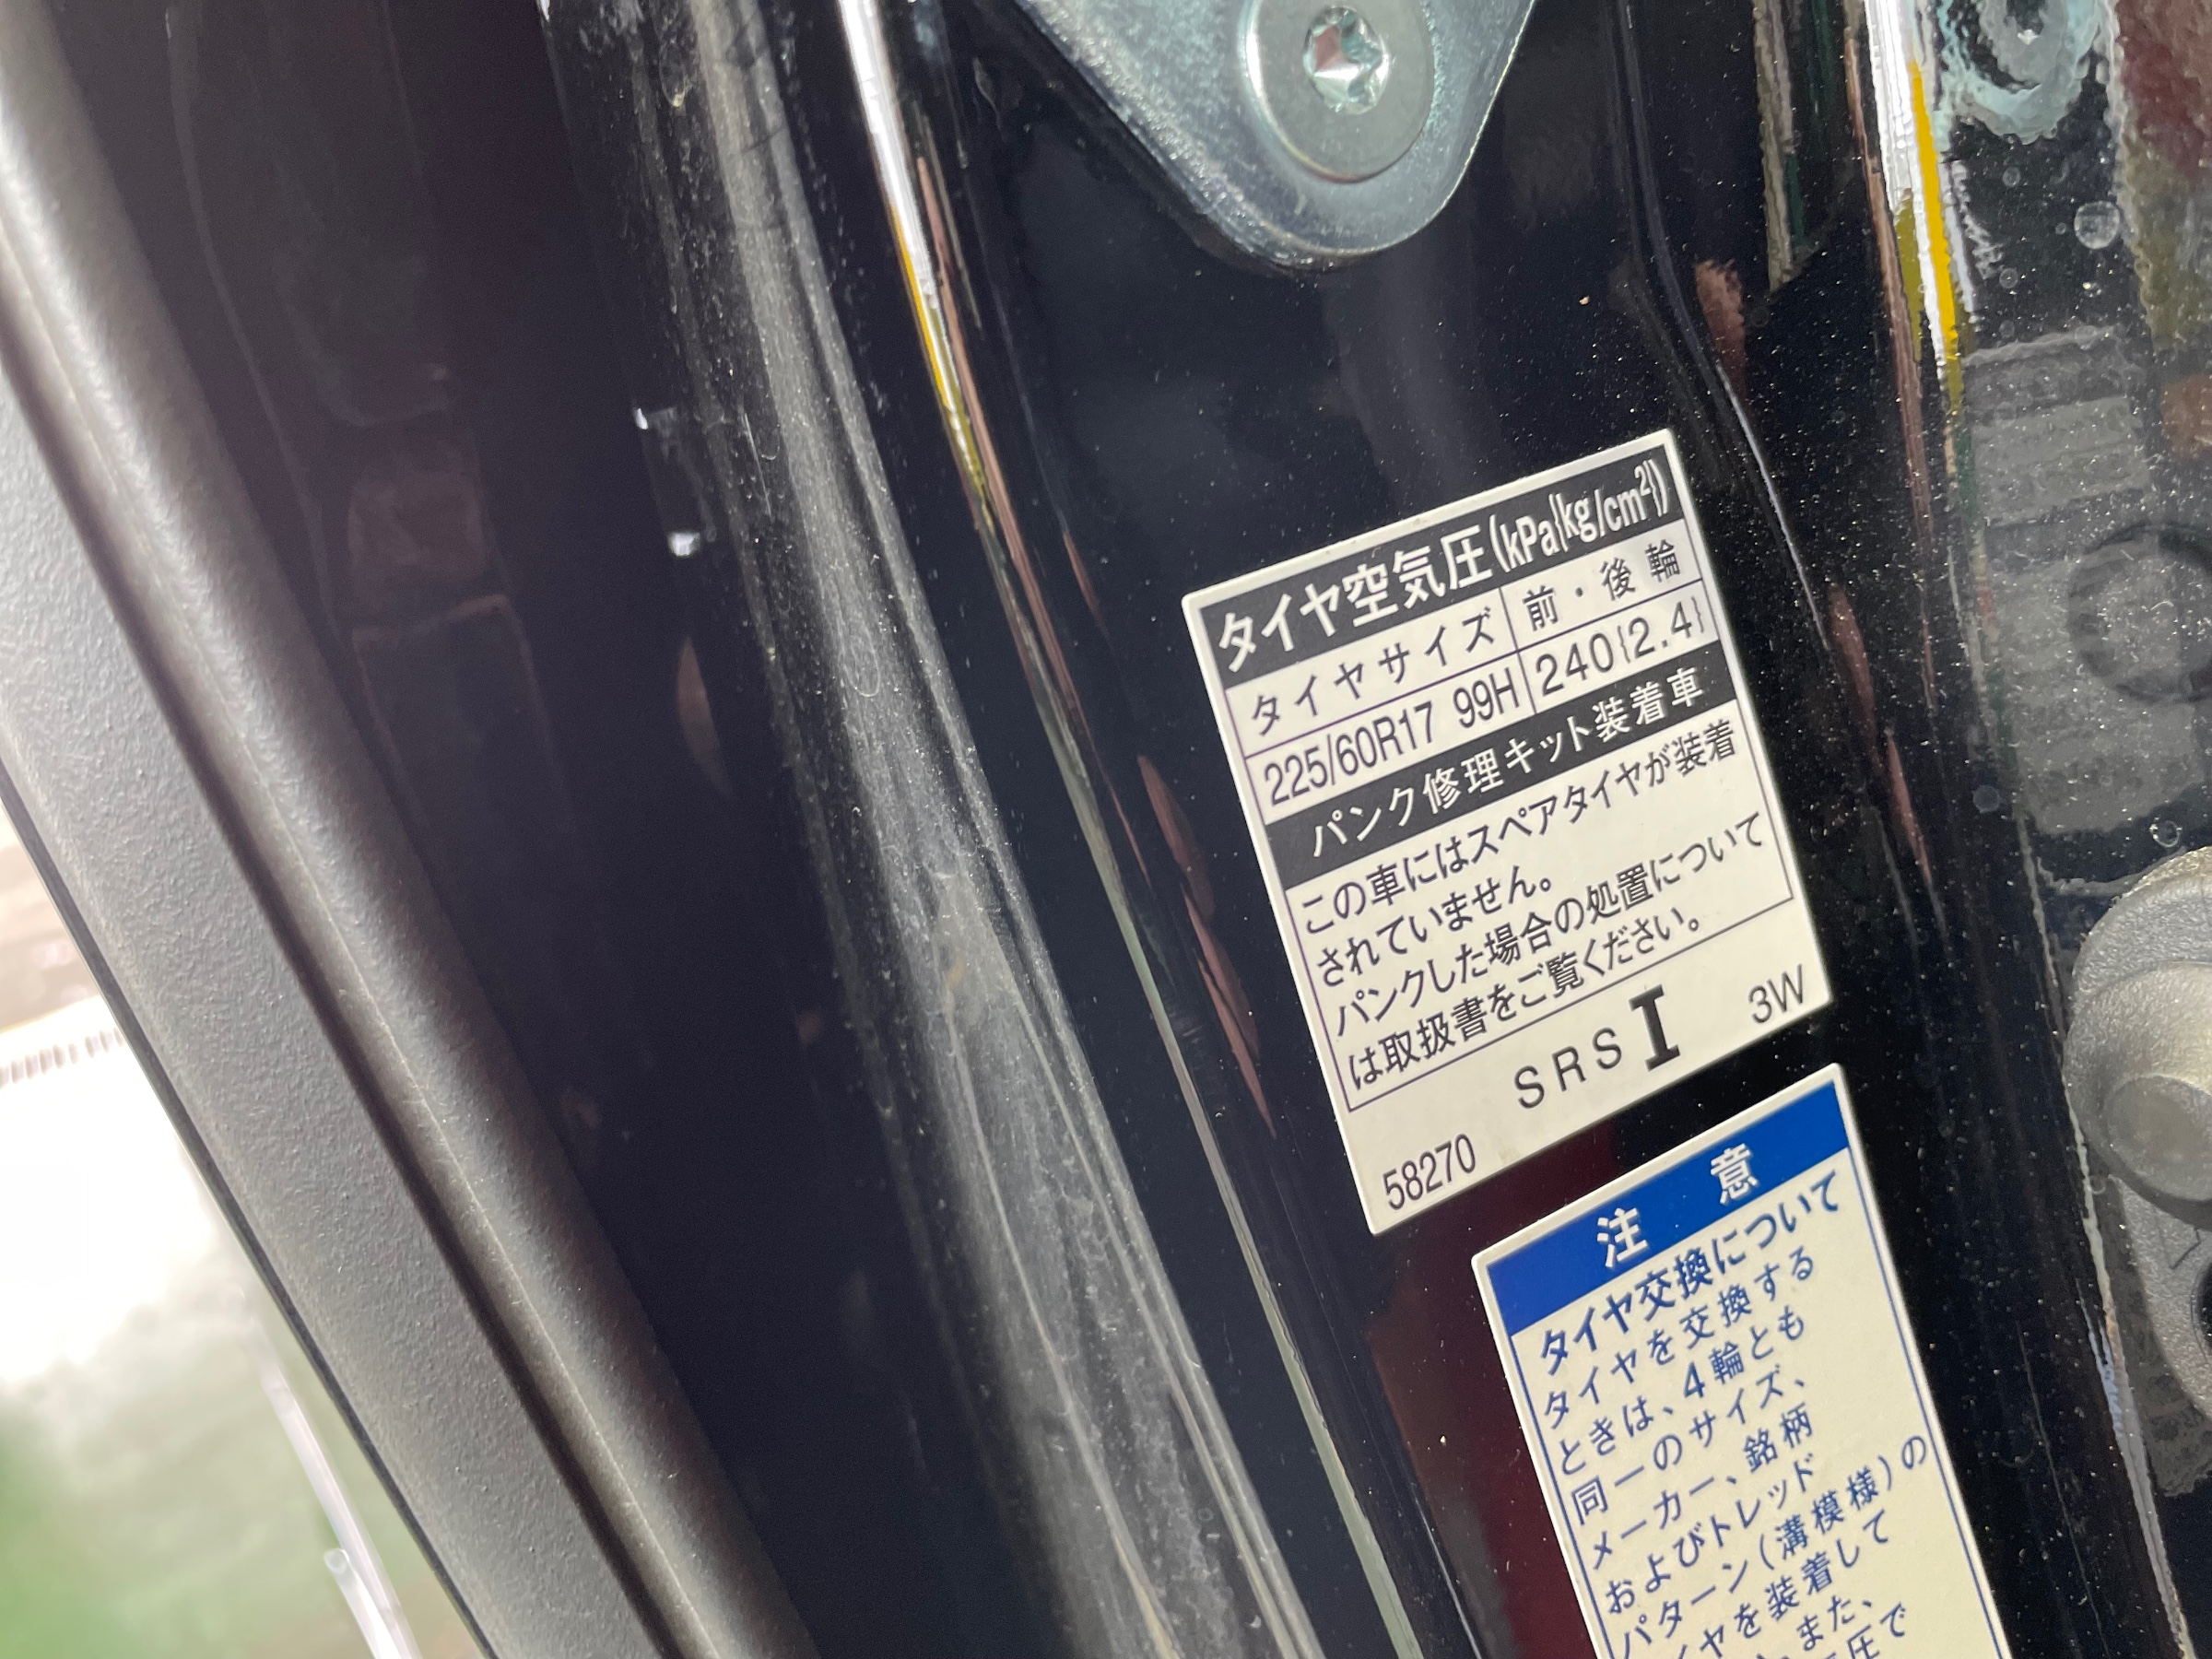 タイヤ空気圧(kPa{kg/cm²})
タイヤサイズ 前・後輪
225/60R17 99H 240{2.4}
パンク修理キット装着車
この車にはスペアタイヤが装着
されていません。
パンクした場合の処置について
は取扱書をご覧ください。
SRS I 3W
58270
注意
タイヤ交換について
タイヤを交換する
ときは、4輪とも
同一のサイズ、
メーカー、銘柄
およびトレッド
パターン(溝模様)の
イヤを装着して
また、
圧で